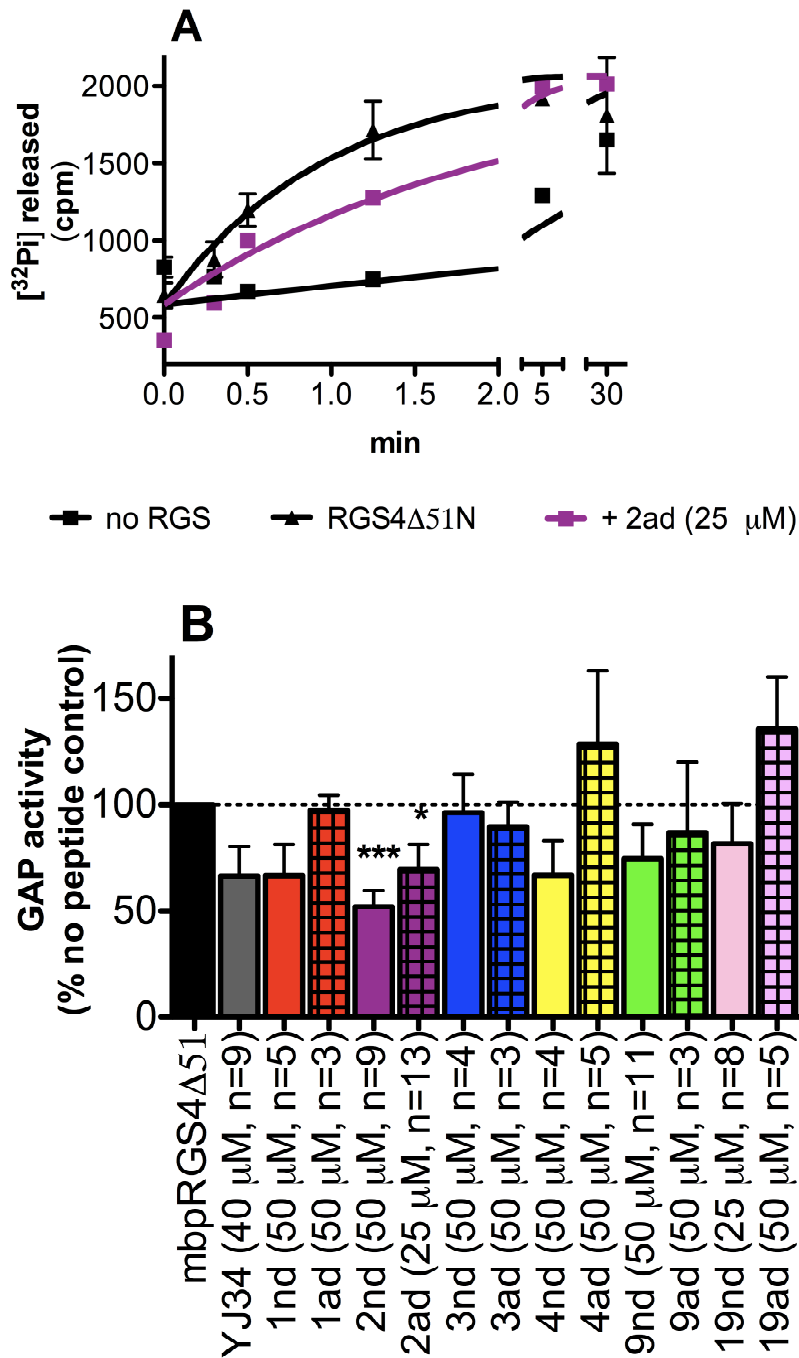 A
[³²Pi] released
(cpm)
2000
1500
1000
500
0.0 0.5 1.0 1.5 2.0 5 30
min
no RGS RGS4Δ51N + 2ad (25 μM)
B
GAP activity
(% no peptide control)
150
100
50
0
*
***
mbpRGS4Δ51
YJ34 (40 μM, n=9)
1nd (50 μM, n=5)
1ad (50 μM, n=3)
2nd (50 μM, n=9)
2ad (25 μM, n=13)
3nd (50 μM, n=4)
3ad (50 μM, n=3)
4nd (50 μM, n=4)
4ad (50 μM, n=5)
9nd (50 μM, n=11)
9ad (50 μM, n=3)
19nd (25 μM, n=8)
19ad (50 μM, n=5)